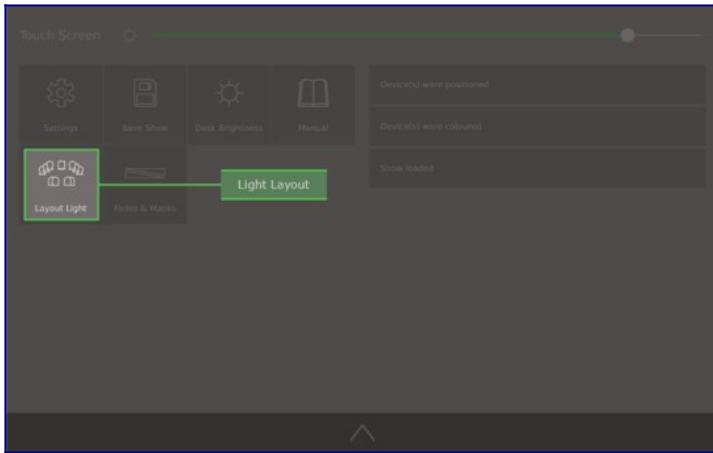 Touch Screen
Settings
Save Show
Desk Brightness
Manual
Device(s) were positioned
Device(s) were coloured
Show loaded
Layout Light
Fades & Mases
Light Layout